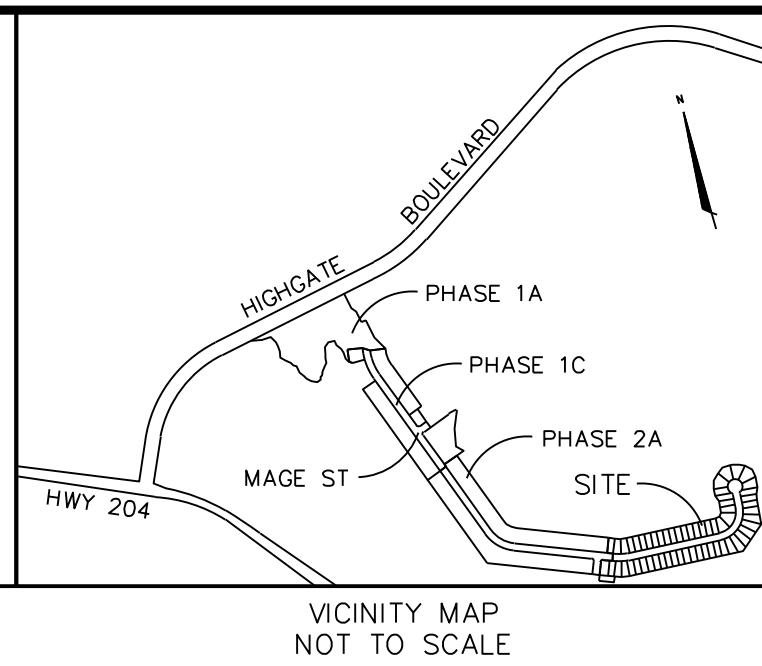 N
HIGHGATE BOULEVARD
PHASE 1A
PHASE 1C
PHASE 2A
MAGE ST
SITE
HWY 204
VICINITY MAP
NOT TO SCALE